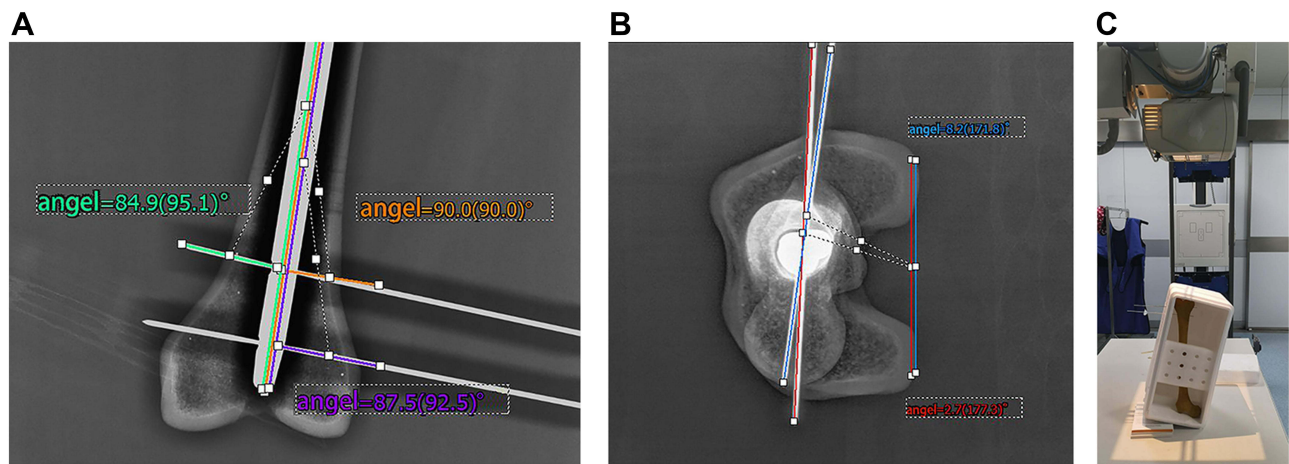 A
B
C
angel=84.9(95.1)°
angel=90.0(90.0)°
angel=87.5(92.5)°
angel=8.2(171.8)°
angel=2.7(177.3)°